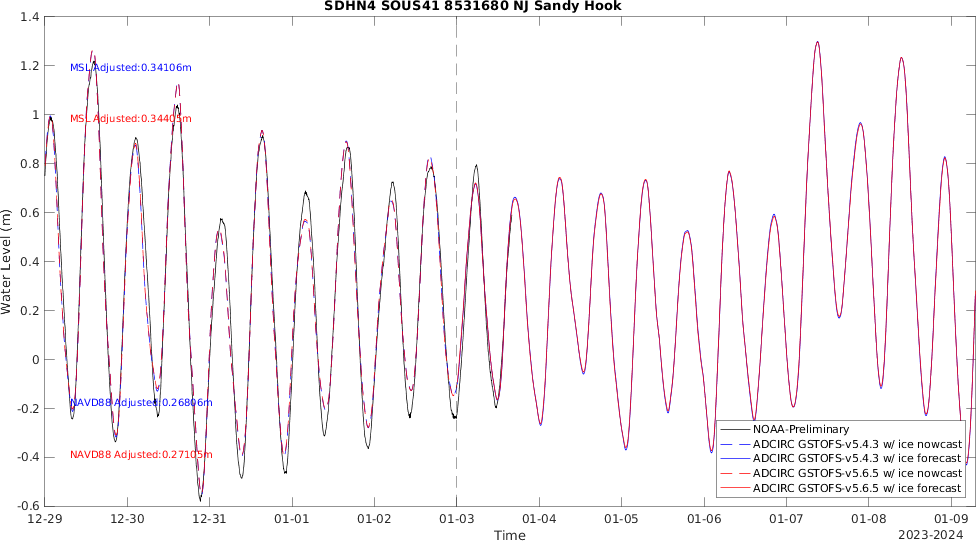 SDHN4 SOUS41 8531680 NJ Sandy Hook
1.4
1.2
1
0.8
0.6
0.4
0.2
0
-0.2
-0.4
-0.6
Water Level (m)
MSL Adjusted:0.34106m
MSL Adjusted:0.34405m
NAVD88 Adjusted:0.26806m
NAVD88 Adjusted:0.27105m
NOAA-Preliminary
ADCIRC GSTOFS-v5.4.3 w/ ice nowcast
ADCIRC GSTOFS-v5.4.3 w/ ice forecast
ADCIRC GSTOFS-v5.6.5 w/ ice nowcast
ADCIRC GSTOFS-v5.6.5 w/ ice forecast
12-29 12-30 12-31 01-01 01-02 01-03 01-04 01-05 01-06 01-07 01-08 01-09
Time
2023-2024